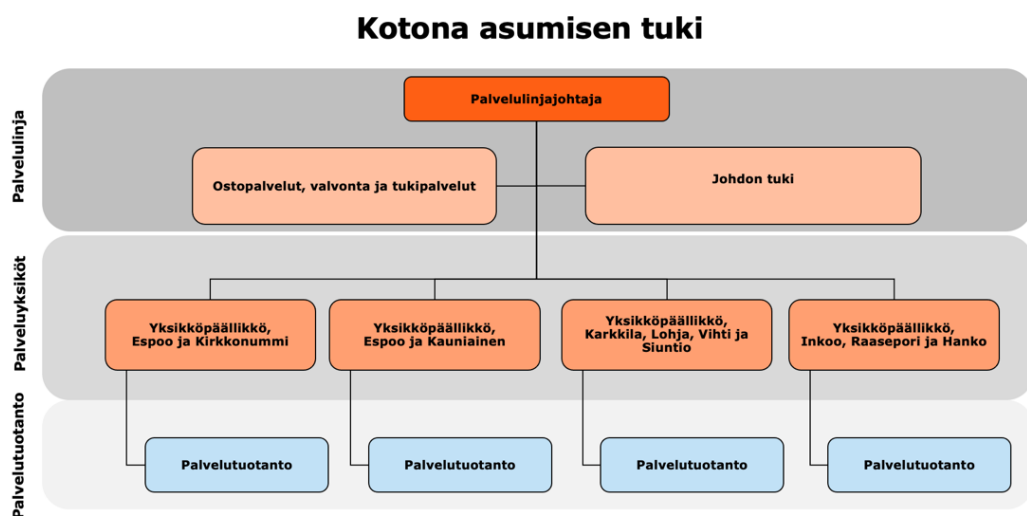 Kotona asumisen tuki
Palvelulinja
Palvelulinjajohtaja
Ostopalvelut, valvonta ja tukipalvelut
Johdon tuki
Palveluyksiköt
Yksikköpäällikkö,
Espoo ja Kirkkonummi
Yksikköpäällikkö,
Espoo ja Kauniainen
Yksikköpäällikkö,
Karkkila, Lohja, Vihti ja
Siuntio
Yksikköpäällikkö,
Inkoo, Raasepori ja Hanko
Palvelutuotanto
Palvelutuotanto
Palvelutuotanto
Palvelutuotanto
Palvelutuotanto